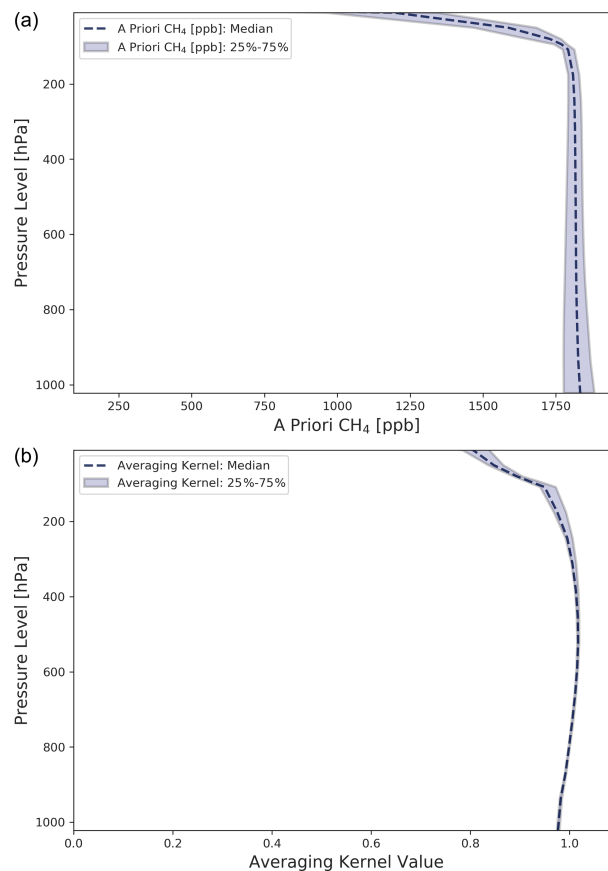 (a)
A Priori CH₄ [ppb]: Median
A Priori CH₄ [ppb]: 25%-75%
200
400
600
800
1000
Pressure Level [hPa]
250 500 750 1000 1250 1500 1750
A Priori CH₄ [ppb]
(b)
Averaging Kernel: Median
Averaging Kernel: 25%-75%
200
400
600
800
1000
Pressure Level [hPa]
0.0 0.2 0.4 0.6 0.8 1.0
Averaging Kernel Value